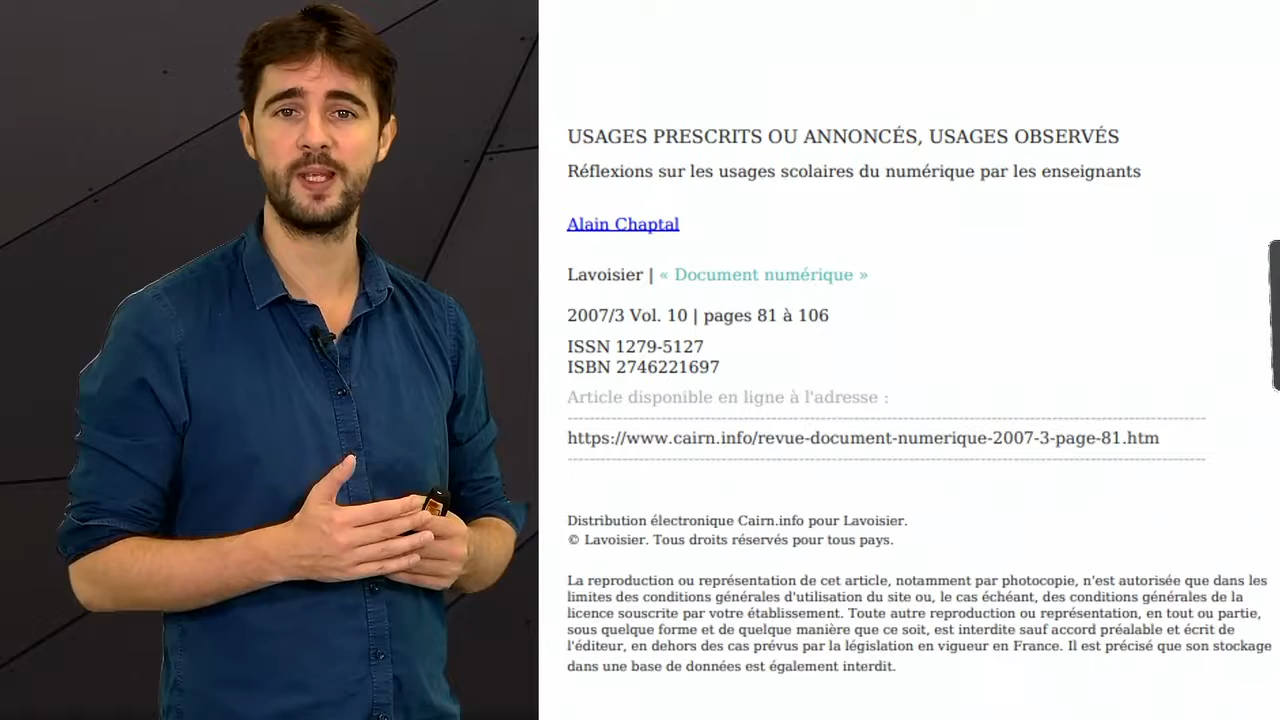 USAGES PRESCRITS OU ANNONCÉS, USAGES OBSERVÉS
Réflexions sur les usages scolaires du numérique par les enseignants
Alain Chaptal
Lavoisier | « Document numérique »
2007/3 Vol. 10 | pages 81 à 106
ISSN 1279-5127
ISBN 2746221697
Article disponible en ligne à l'adresse :
https://www.cairn.info/revue-document-numerique-2007-3-page-81.htm
Distribution électronique Cairn.info pour Lavoisier.
© Lavoisier. Tous droits réservés pour tous pays.
La reproduction ou représentation de cet article, notamment par photocopie, n'est autorisée que dans les
limites des conditions générales d'utilisation du site ou, le cas échéant, des conditions générales de la
licence souscrite par votre établissement. Toute autre reproduction ou représentation, en tout ou partie,
sous quelque forme et de quelque manière que ce soit, est interdite sauf accord préalable et écrit de
l'éditeur, en dehors des cas prévus par la législation en vigueur en France. Il est précisé que son stockage
dans une base de données est également interdit.